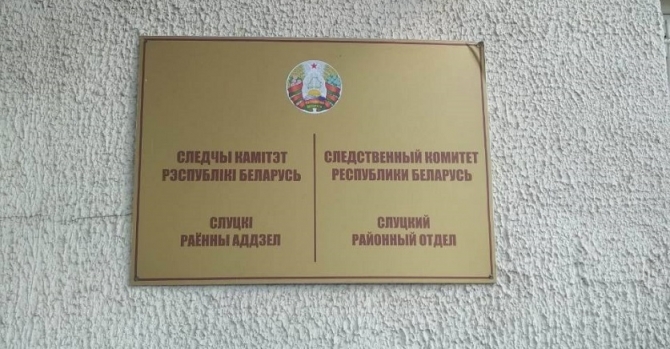 СЛЕДЧЫ КАМІТЭТ
РЭСПУБЛІКІ БЕЛАРУСЬ
СЛУЦКІ
РАЁННЫ АДДЗЕЛ
СЛЕДСТВЕННЫЙ КОМИТЕТ
РЕСПУБЛИКИ БЕЛАРУСЬ
СЛУЦКИЙ
РАЙОННЫЙ ОТДЕЛ